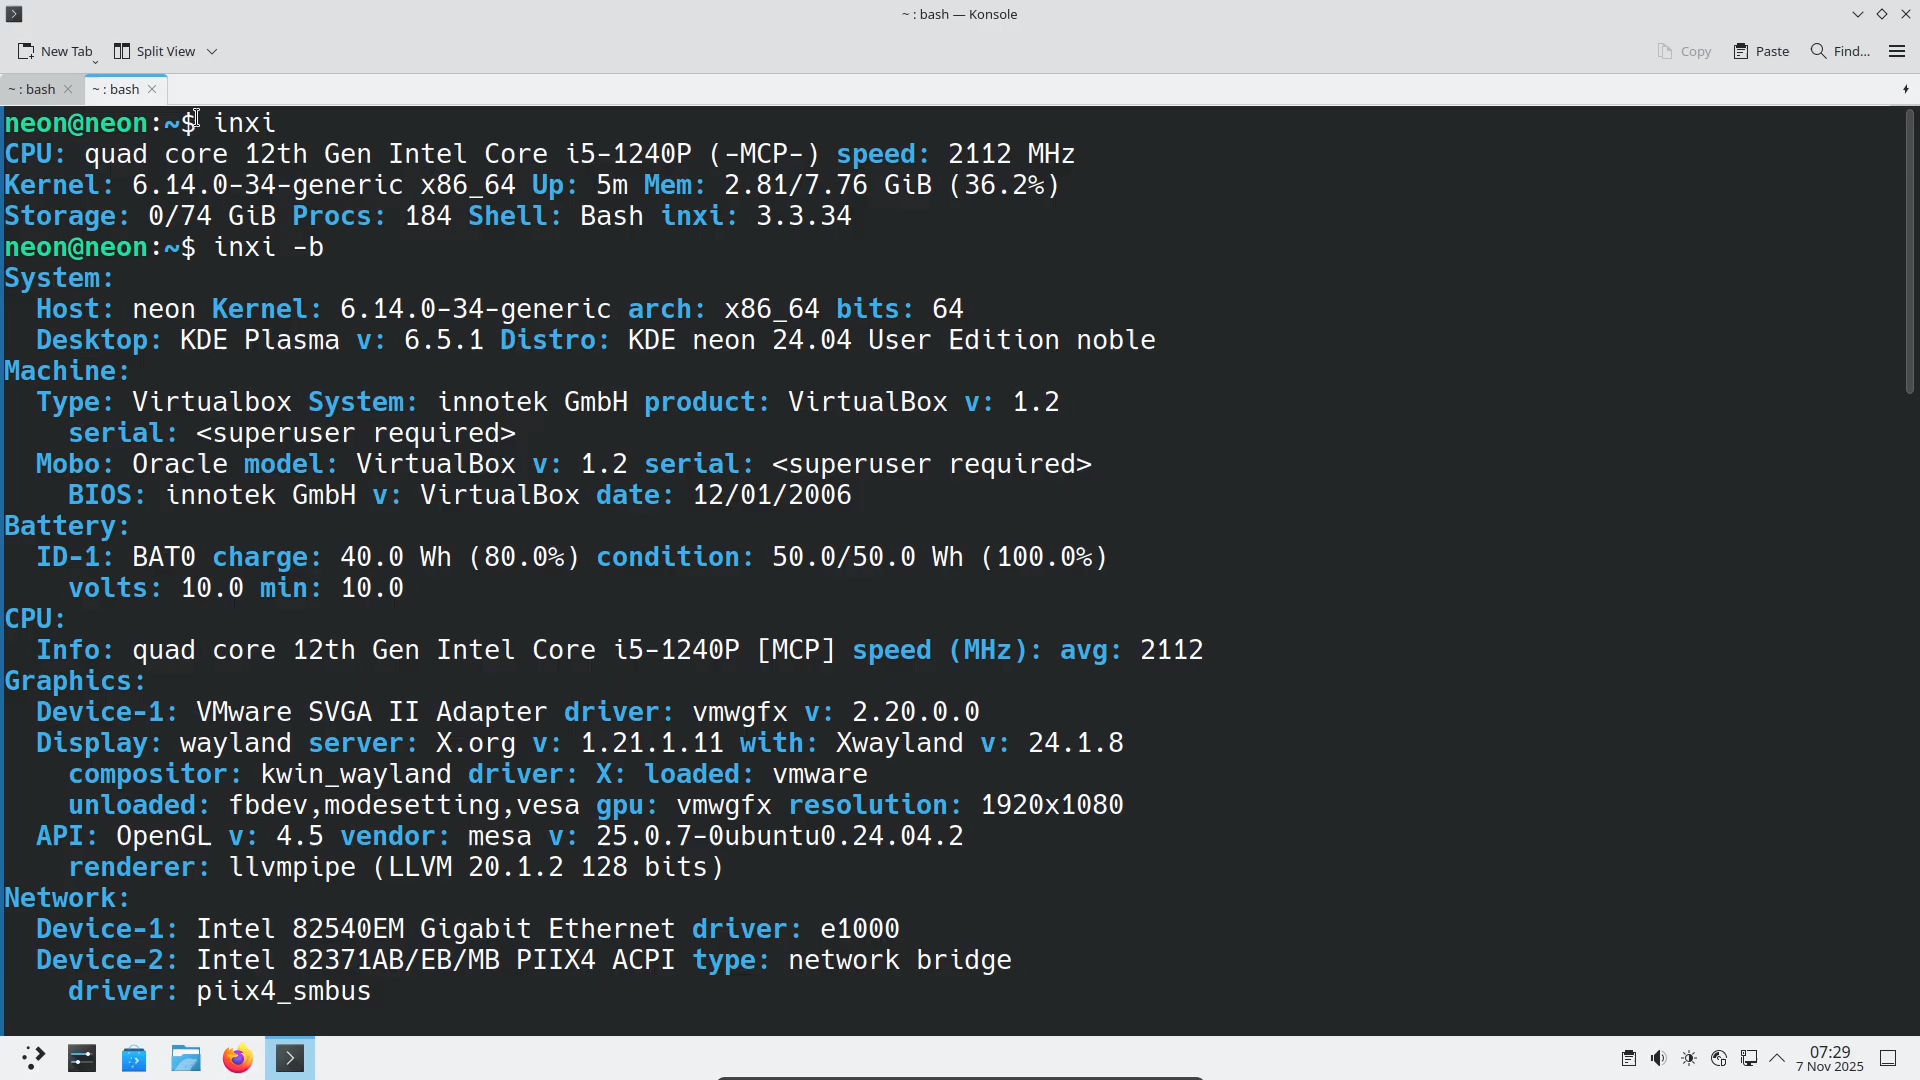 ~ : bash — Konsole
New Tab
Split View
Copy
Paste
Find...
~ : bash
~ : bash
neon@neon:~$ inxi
CPU: quad core 12th Gen Intel Core i5-1240P (-MCP-) speed: 2112 MHz
Kernel: 6.14.0-34-generic x86_64 Up: 5m Mem: 2.81/7.76 GiB (36.2%)
Storage: 0/74 GiB Procs: 184 Shell: Bash inxi: 3.3.34
neon@neon:~$ inxi -b
System:
  Host: neon Kernel: 6.14.0-34-generic arch: x86_64 bits: 64
  Desktop: KDE Plasma v: 6.5.1 Distro: KDE neon 24.04 User Edition noble
Machine:
  Type: Virtualbox System: innotek GmbH product: VirtualBox v: 1.2
    serial: <superuser required>
  Mobo: Oracle model: VirtualBox v: 1.2 serial: <superuser required>
    BIOS: innotek GmbH v: VirtualBox date: 12/01/2006
Battery:
  ID-1: BAT0 charge: 40.0 Wh (80.0%) condition: 50.0/50.0 Wh (100.0%)
    volts: 10.0 min: 10.0
CPU:
  Info: quad core 12th Gen Intel Core i5-1240P [MCP] speed (MHz): avg: 2112
Graphics:
  Device-1: VMware SVGA II Adapter driver: vmwgfx v: 2.20.0.0
  Display: wayland server: X.org v: 1.21.1.11 with: Xwayland v: 24.1.8
    compositor: kwin_wayland driver: X: loaded: vmware
    unloaded: fbdev,modesetting,vesa gpu: vmwgfx resolution: 1920x1080
  API: OpenGL v: 4.5 vendor: mesa v: 25.0.7-0ubuntu0.24.04.2
    renderer: llvmpipe (LLVM 20.1.2 128 bits)
Network:
  Device-1: Intel 82540EM Gigabit Ethernet driver: e1000
  Device-2: Intel 82371AB/EB/MB PIIX4 ACPI type: network bridge
    driver: piix4_smbus
07:29
7 Nov 2025